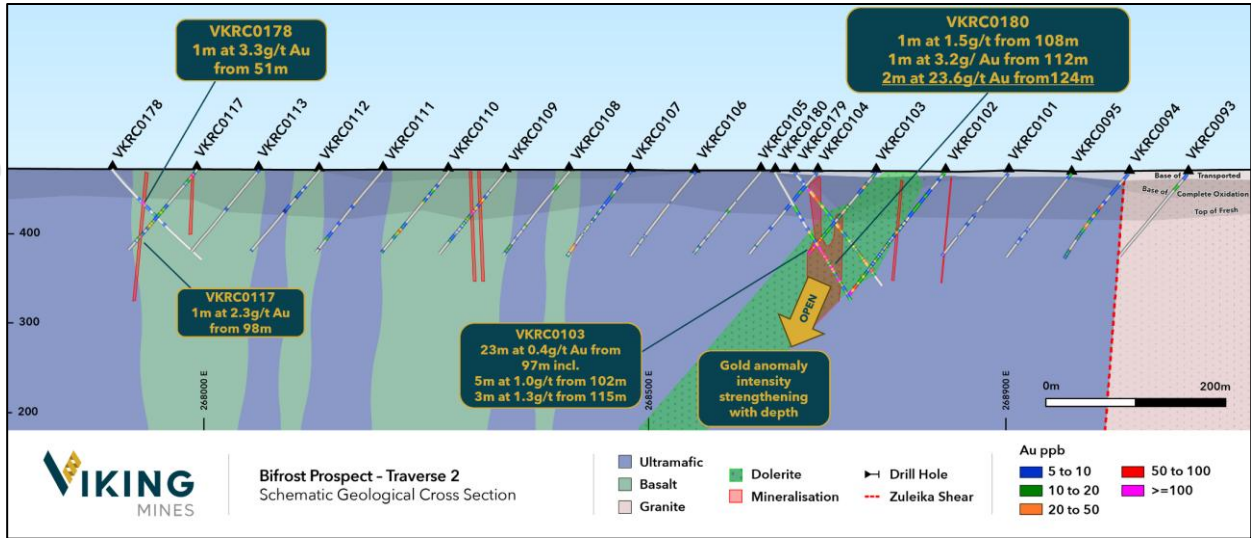 VKRC0178
1m at 3.3g/t Au
from 51m
VKRC0180
1m at 1.5g/t from 108m
1m at 3.2g/ Au from 112m
2m at 23.6g/t Au from124m
VKRC0178
VKRC0117
VKRC0113
VKRC0112
VKRC0111
VKRC0110
VKRC0109
VKRC0108
VKRC0107
VKRC0106
VKRC0105
VKRC0180
VKRC0179
VKRC0104
VKRC0103
VKRC0102
VKRC0101
VKRC0095
VKRC0094
VKRC0093
Base of Transported
Base of Complete Oxidation
Top of Fresh
400
300
200
VKRC0117
1m at 2.3g/t Au
from 98m
VKRC0103
23m at 0.4g/t Au from
97m incl.
5m at 1.0g/t from 102m
3m at 1.3g/t from 115m
OPEN
Gold anomaly
intensity
strengthening
with depth
268000 E
268500 E
268900 E
0m 200m
VIKING
MINES
Bifrost Prospect – Traverse 2
Schematic Geological Cross Section
Ultramafic
Basalt
Granite
Dolerite
Mineralisation
Drill Hole
Zuleika Shear
Au ppb
5 to 10
10 to 20
20 to 50
50 to 100
>=100